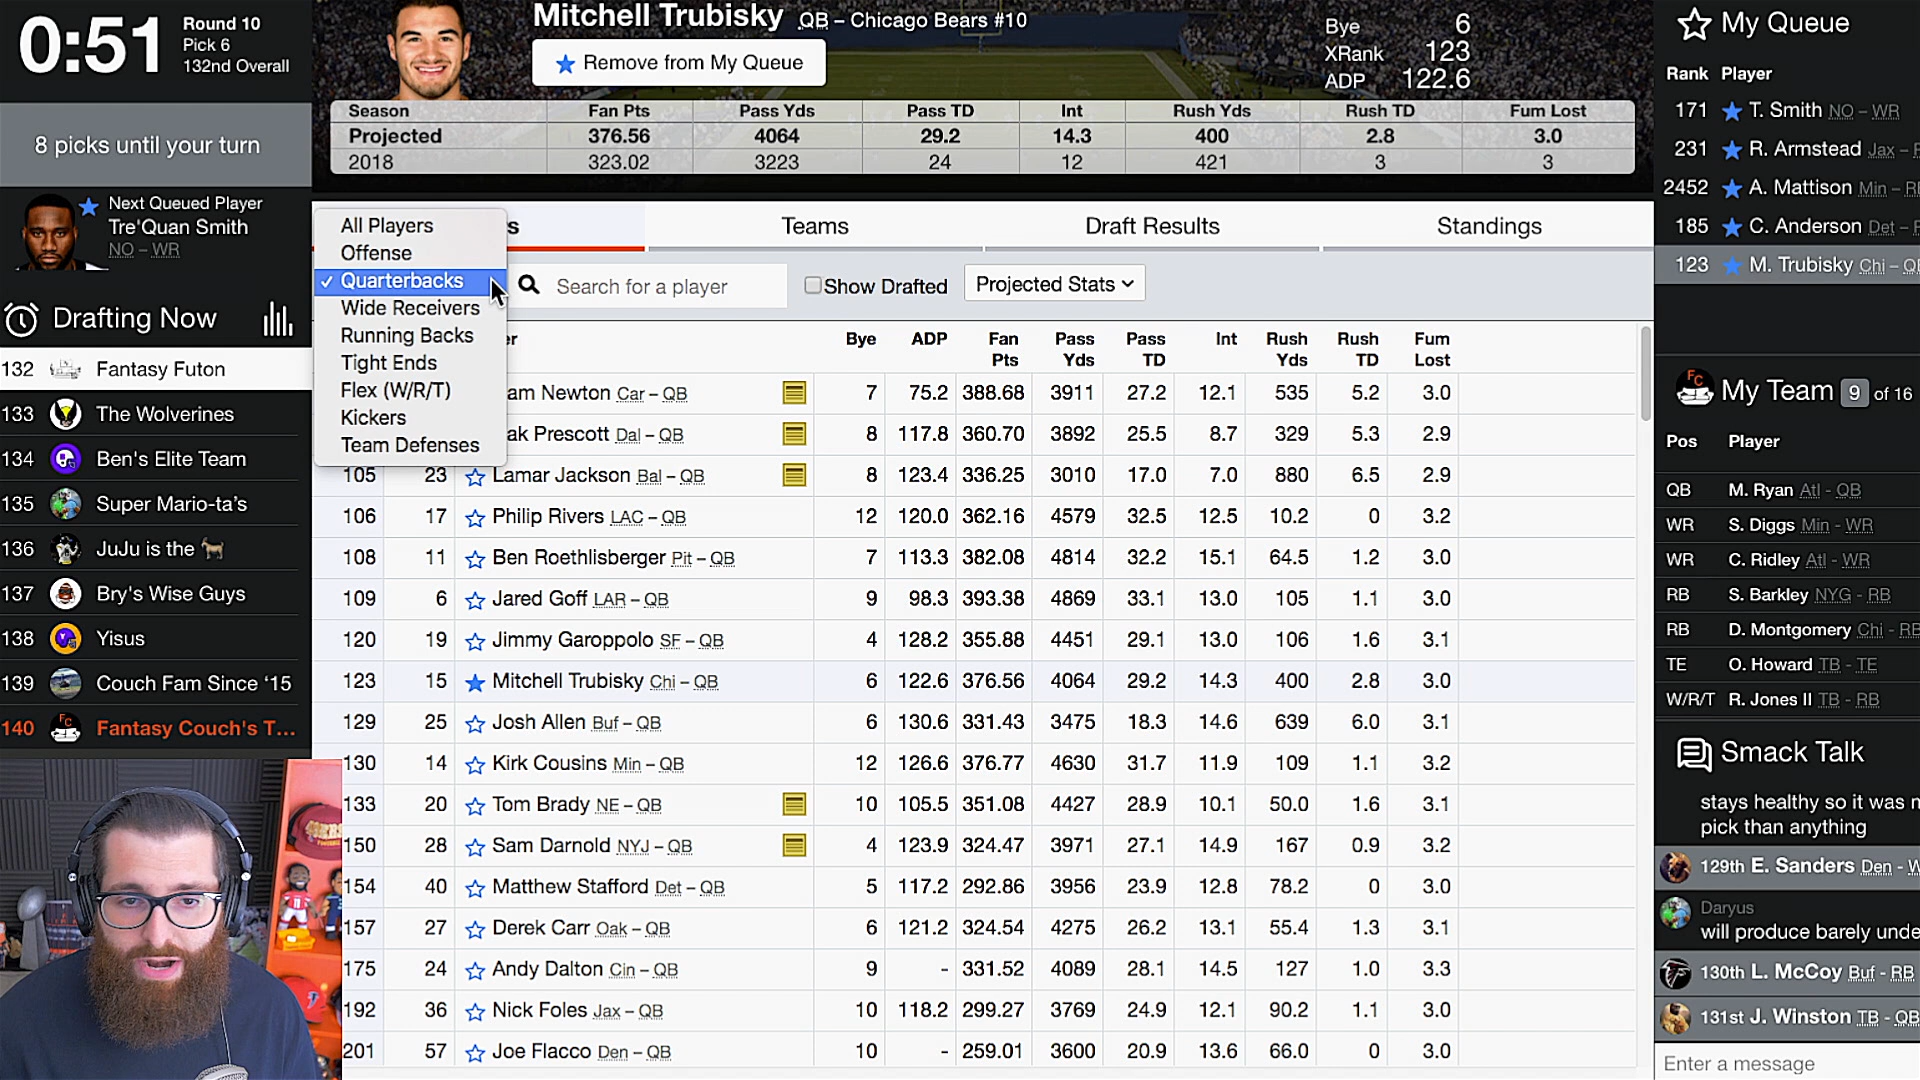 0:51
Round 10
Pick 6
132nd Overall
8 picks until your turn
Next Queued Player
Tre'Quan Smith
NO – WR
Drafting Now
132 Fantasy Futon
133 The Wolverines
134 Ben's Elite Team
135 Super Mario-ta's
136 JuJu is the 🐐
137 Bry's Wise Guys
138 Yisus
139 Couch Fam Since ‘15
140 Fantasy Couch's T...
Mitchell Trubisky QB – Chicago Bears #10
Remove from My Queue
Bye 6
XRank 123
ADP 122.6
Season Fan Pts Pass Yds Pass TD Int Rush Yds Rush TD Fum Lost
Projected 376.56 4064 29.2 14.3 400 2.8 3.0
2018 323.02 3223 24 12 421 3 3
s Teams Draft Results Standings
All Players
Offense
✓ Quarterbacks
Wide Receivers
Running Backs
Tight Ends
Flex (W/R/T)
Kickers
Team Defenses
Search for a player Show Drafted Projected Stats
er Bye ADP Fan Pts Pass Yds Pass TD Int Rush Yds Rush TD Fum Lost
am Newton Car – QB 7 75.2 388.68 3911 27.2 12.1 535 5.2 3.0
ak Prescott Dal – QB 8 117.8 360.70 3892 25.5 8.7 329 5.3 2.9
105 23 Lamar Jackson Bal – QB 8 123.4 336.25 3010 17.0 7.0 880 6.5 2.9
106 17 Philip Rivers LAC – QB 12 120.0 362.16 4579 32.5 12.5 10.2 0 3.2
108 11 Ben Roethlisberger Pit – QB 7 113.3 382.08 4814 32.2 15.1 64.5 1.2 3.0
109 6 Jared Goff LAR – QB 9 98.3 393.38 4869 33.1 13.0 105 1.1 3.0
120 19 Jimmy Garoppolo SF – QB 4 128.2 355.88 4451 29.1 13.0 106 1.6 3.1
123 15 Mitchell Trubisky Chi – QB 6 122.6 376.56 4064 29.2 14.3 400 2.8 3.0
129 25 Josh Allen Buf – QB 6 130.6 331.43 3475 18.3 14.6 639 6.0 3.1
130 14 Kirk Cousins Min – QB 12 126.6 376.77 4630 31.7 11.9 109 1.1 3.2
133 20 Tom Brady NE – QB 10 105.5 351.08 4427 28.9 10.1 50.0 1.6 3.1
150 28 Sam Darnold NYJ – QB 4 123.9 324.47 3971 27.1 14.1 167 0.9 3.2
154 40 Matthew Stafford Det – QB 5 117.2 292.86 3956 23.9 12.8 78.2 0 3.0
157 27 Derek Carr Oak – QB 6 121.2 324.54 4275 26.2 13.1 55.4 1.3 3.1
175 24 Andy Dalton Cin – QB 9 - 331.52 4089 28.1 14.5 127 1.0 3.3
192 36 Nick Foles Jax – QB 10 118.2 299.27 3769 24.9 12.1 90.2 1.1 3.0
201 57 Joe Flacco Den – QB 10 - 259.01 3600 20.9 13.6 66.0 0 3.0
My Queue
Rank Player
171 T. Smith NO – WR
231 R. Armstead Jax – R
2452 A. Mattison Min – RB
185 C. Anderson Det – R
123 M. Trubisky Chi – QB
FC My Team 9 of 16
Pos Player
QB M. Ryan Atl - QB
WR S. Diggs Min - WR
WR C. Ridley Atl - WR
RB S. Barkley NYG - RB
RB D. Montgomery Chi - RB
TE O. Howard TB - TE
W/R/T R. Jones II TB - RB
Smack Talk
stays healthy so it was n
pick than anything
129th E. Sanders Den - W
Daryus
will produce barely unde
130th L. McCoy Buf - RB
131st J. Winston TB - QB
Enter a message